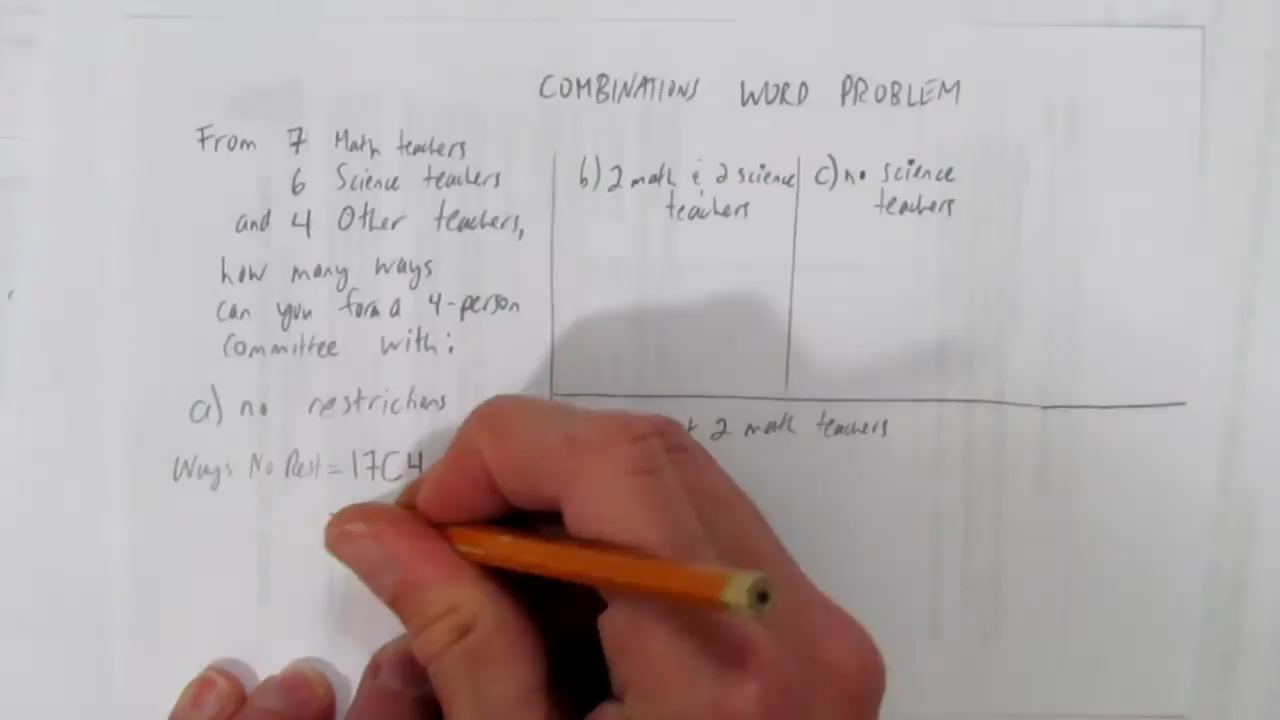 COMBINATIONS WORD PROBLEM
From 7 Math teachers
6 Science teachers
and 4 Other teachers,
how many ways
can you form a 4-person
Committee with:
a) no restrictions
Ways No Rest = 17C4
b) 2 math & 2 science
teachers
c) no science
teachers
2 math teachers